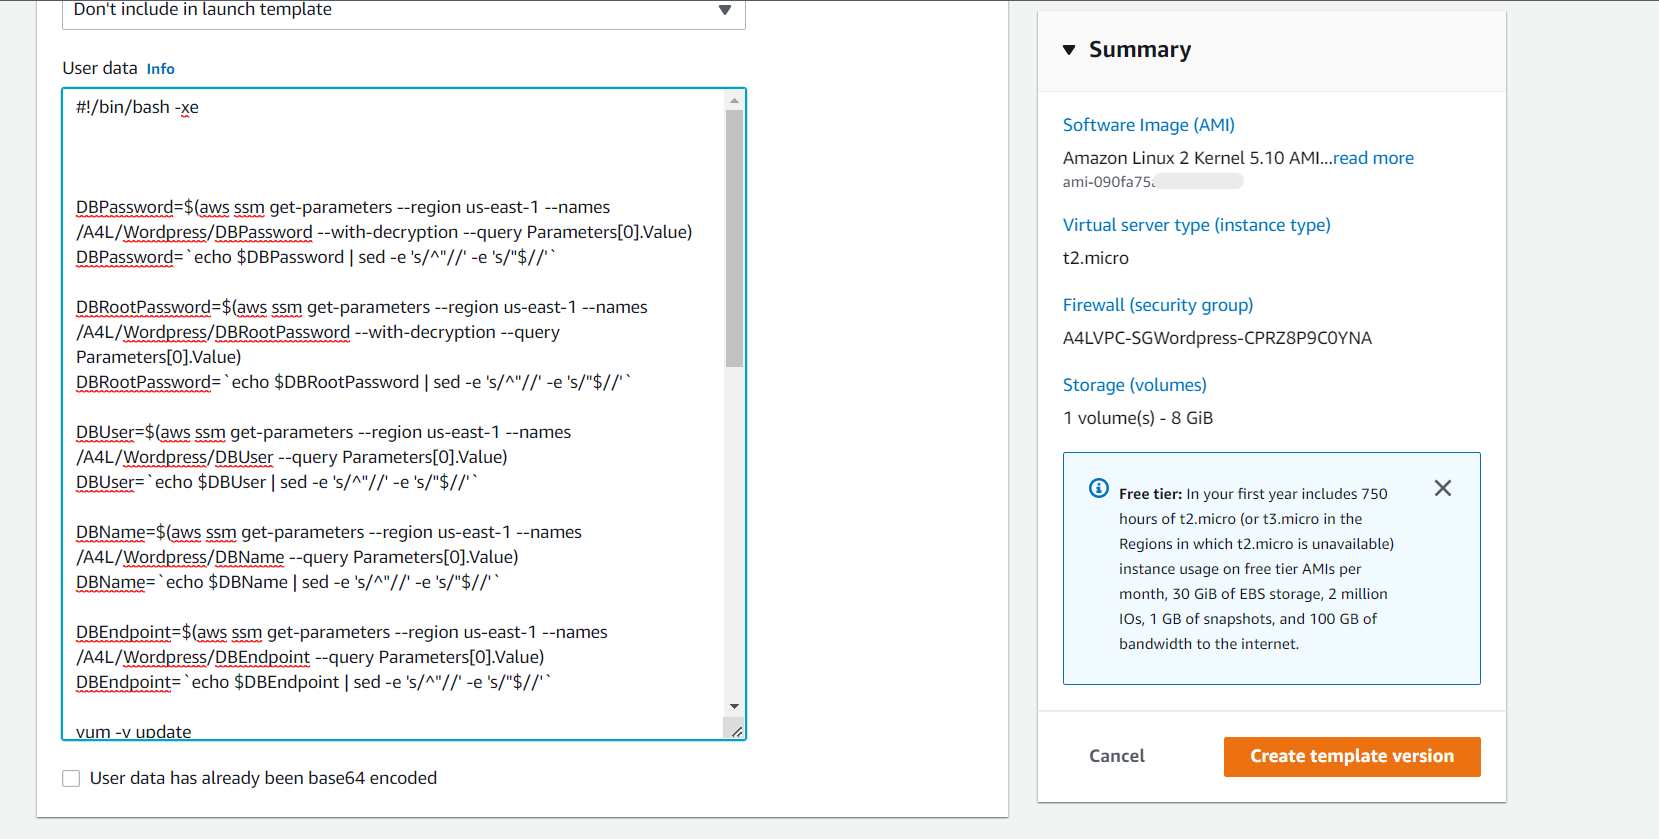 Don't include in launch template
User data Info
#!/bin/bash -xe
DBPassword=$(aws ssm get-parameters --region us-east-1 --names
/A4L/Wordpress/DBPassword --with-decryption --query Parameters[0].Value)
DBPassword=`echo $DBPassword | sed -e 's/^"//' -e 's/"$//'`
DBRootPassword=$(aws ssm get-parameters --region us-east-1 --names
/A4L/Wordpress/DBRootPassword --with-decryption --query
Parameters[0].Value)
DBRootPassword=`echo $DBRootPassword | sed -e 's/^"//' -e 's/"$//'`
DBUser=$(aws ssm get-parameters --region us-east-1 --names
/A4L/Wordpress/DBUser --query Parameters[0].Value)
DBUser=`echo $DBUser | sed -e 's/^"//' -e 's/"$//'`
DBName=$(aws ssm get-parameters --region us-east-1 --names
/A4L/Wordpress/DBName --query Parameters[0].Value)
DBName=`echo $DBName | sed -e 's/^"//' -e 's/"$//'`
DBEndpoint=$(aws ssm get-parameters --region us-east-1 --names
/A4L/Wordpress/DBEndpoint --query Parameters[0].Value)
DBEndpoint=`echo $DBEndpoint | sed -e 's/^"//' -e 's/"$//'`
yum -y update
User data has already been base64 encoded
Summary
Software Image (AMI)
Amazon Linux 2 Kernel 5.10 AMI...read more
ami-090fa75
Virtual server type (instance type)
t2.micro
Firewall (security group)
A4LVPC-SGWordpress-CPRZ8P9C0YNA
Storage (volumes)
1 volume(s) - 8 GiB
Free tier: In your first year includes 750
hours of t2.micro (or t3.micro in the
Regions in which t2.micro is unavailable)
instance usage on free tier AMIs per
month, 30 GiB of EBS storage, 2 million
IOs, 1 GB of snapshots, and 100 GB of
bandwidth to the internet.
Cancel
Create template version